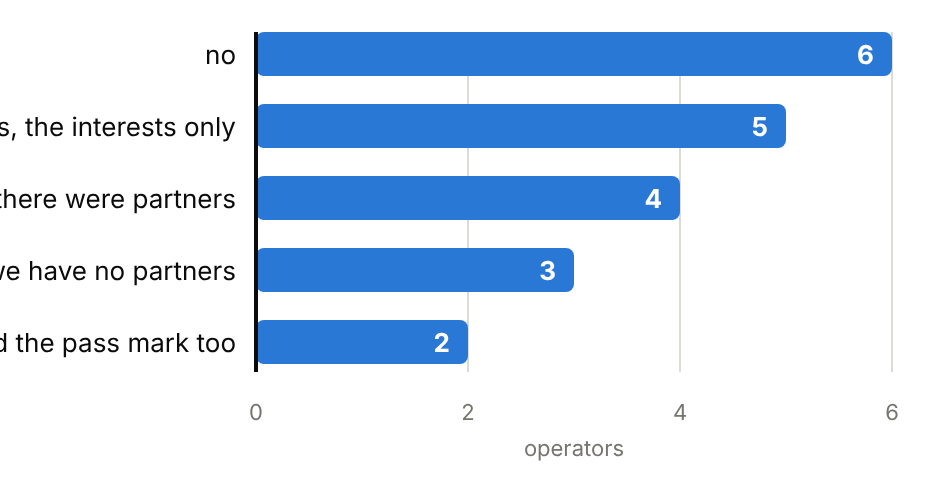 no 6
s, the interests only 5
there were partners 4
we have no partners 3
d the pass mark too 2
0 2 4 6
operators